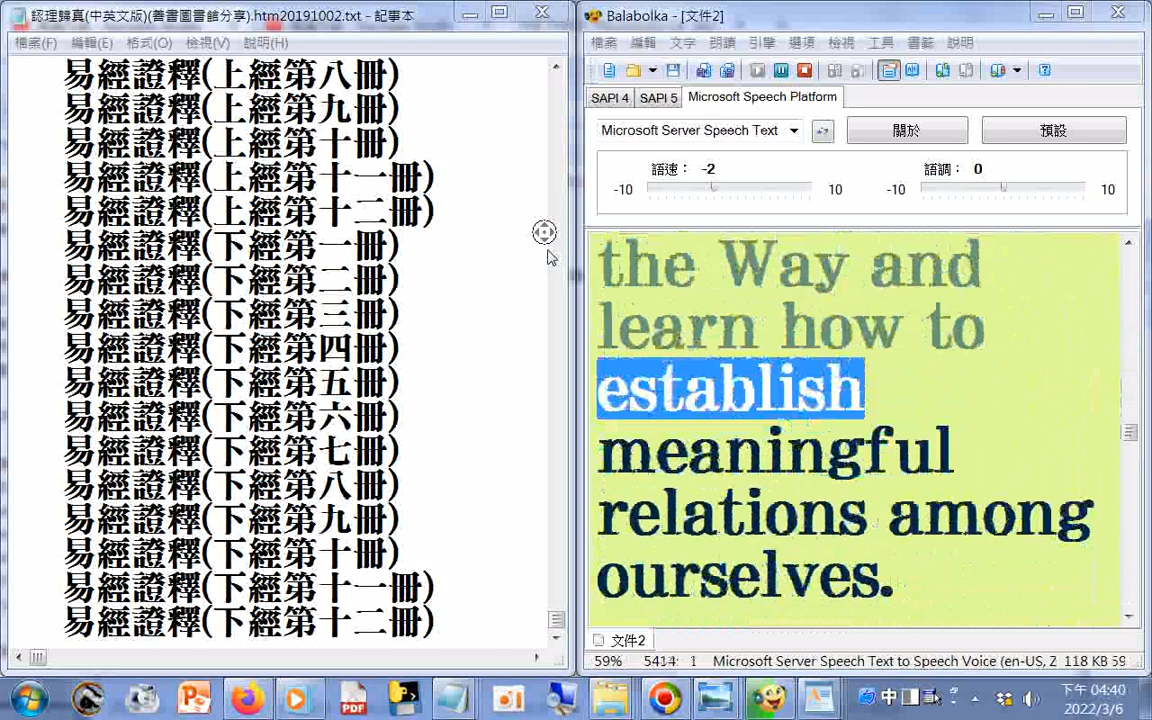 認理歸真(中英文版)(善書圖書館分享).htm20191002.txt - 記事本
檔案(F) 編輯(E) 格式(O) 檢視(V) 說明(H)
易經證釋(上經第八冊)
易經證釋(上經第九冊)
易經證釋(上經第十冊)
易經證釋(上經第十一冊)
易經證釋(上經第十二冊)
易經證釋(下經第一冊)
易經證釋(下經第二冊)
易經證釋(下經第三冊)
易經證釋(下經第四冊)
易經證釋(下經第五冊)
易經證釋(下經第六冊)
易經證釋(下經第七冊)
易經證釋(下經第八冊)
易經證釋(下經第九冊)
易經證釋(下經第十冊)
易經證釋(下經第十一冊)
易經證釋(下經第十二冊)
Balabolka - [文件2]
檔案 編輯 文字 朗讀 引擎 選項 檢視 工具 書籤 說明
SAPI 4 SAPI 5 Microsoft Speech Platform
Microsoft Server Speech Text 關於 預設
語速: -2 語調: 0
-10 10 -10 10
the Way and
learn how to
establish
meaningful
relations among
ourselves.
文件2
59% 5414: 1 Microsoft Server Speech Text to Speech Voice (en-US, Z 118 KB 59
PDF
中
下午 04:40
2022/3/6